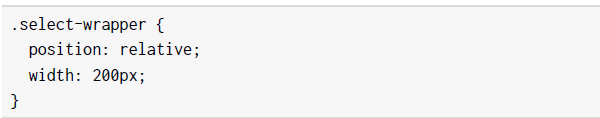 .select-wrapper {
  position: relative;
  width: 200px;
}